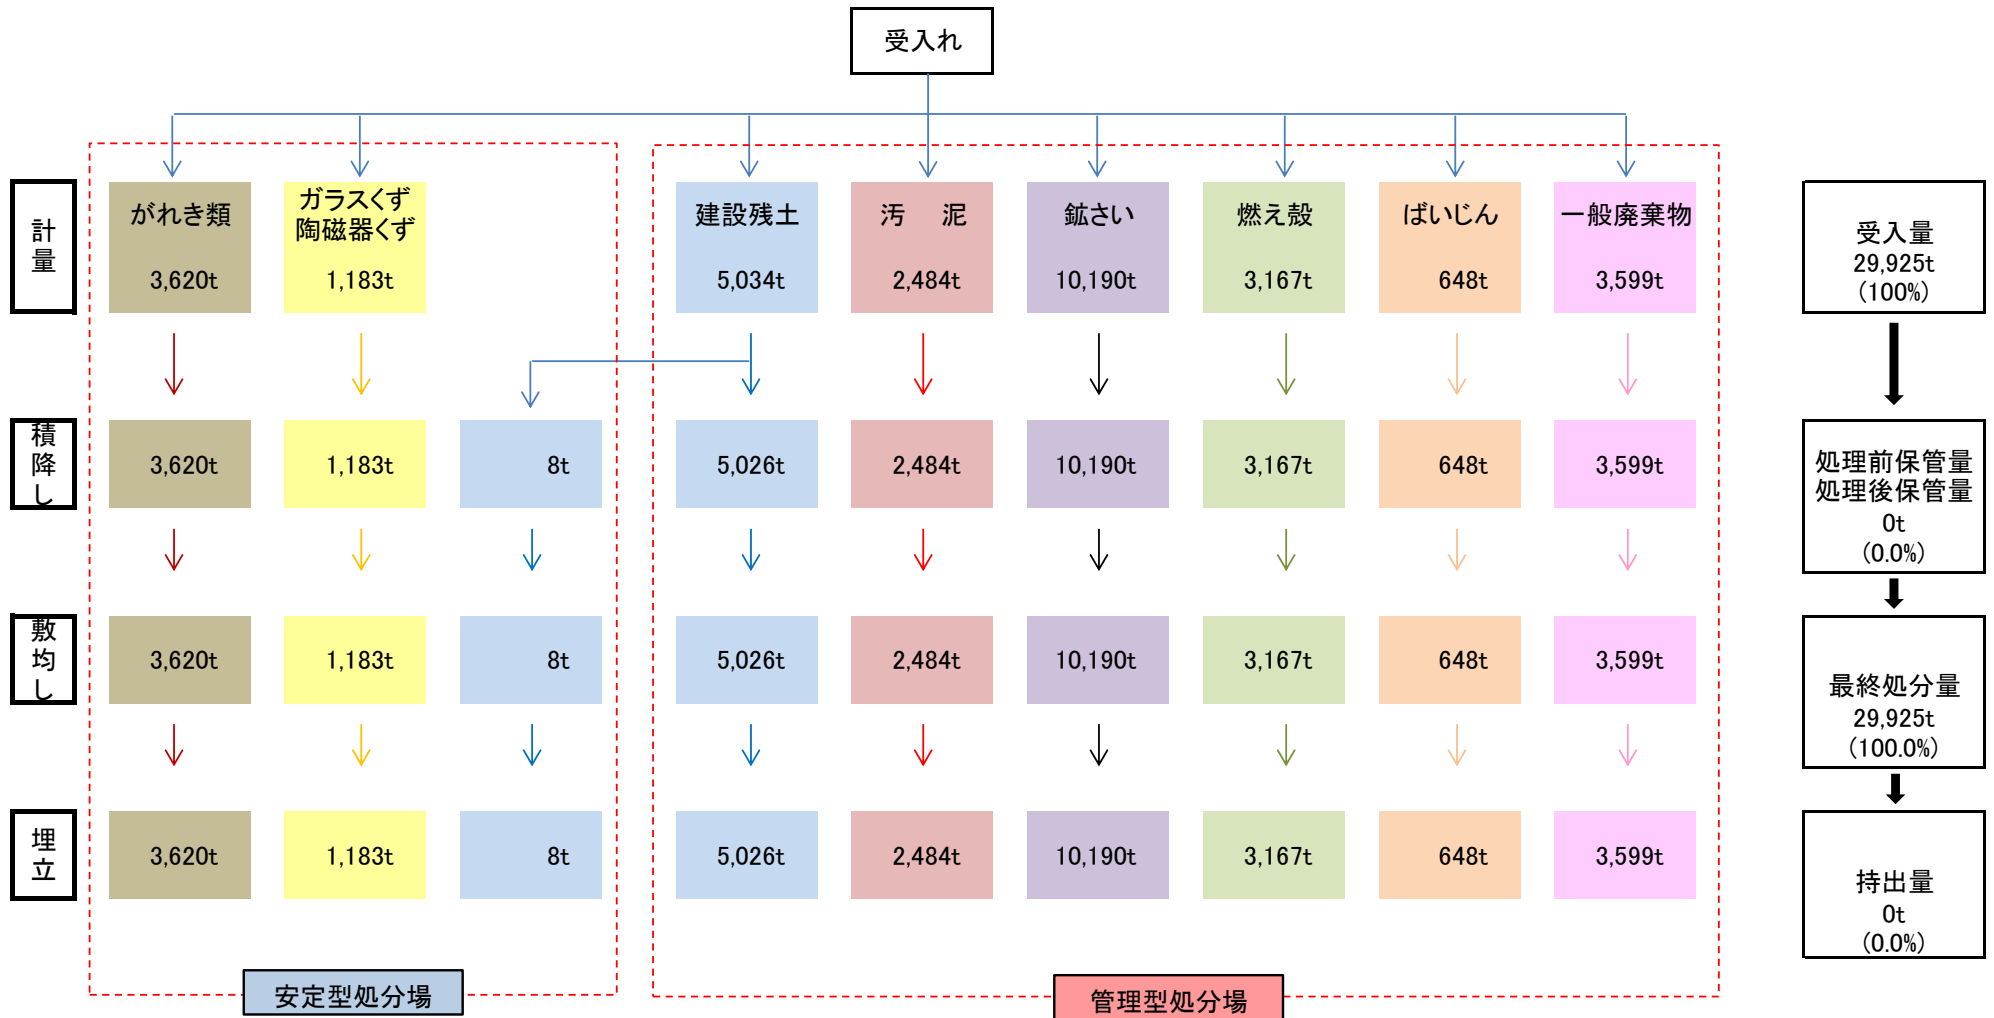 受入れ
計量
がれき類
3,620t
ガラスくず
陶磁器くず
1,183t
建設残土
5,034t
汚　泥
2,484t
鉱さい
10,190t
燃え殻
3,167t
ばいじん
648t
一般廃棄物
3,599t
受入量
29,925t
(100%)
積降し
3,620t
1,183t
8t
5,026t
2,484t
10,190t
3,167t
648t
3,599t
処理前保管量
処理後保管量
0t
(0.0%)
敷均し
3,620t
1,183t
8t
5,026t
2,484t
10,190t
3,167t
648t
3,599t
最終処分量
29,925t
(100.0%)
埋立
3,620t
1,183t
8t
5,026t
2,484t
10,190t
3,167t
648t
3,599t
持出量
0t
(0.0%)
安定型処分場
管理型処分場